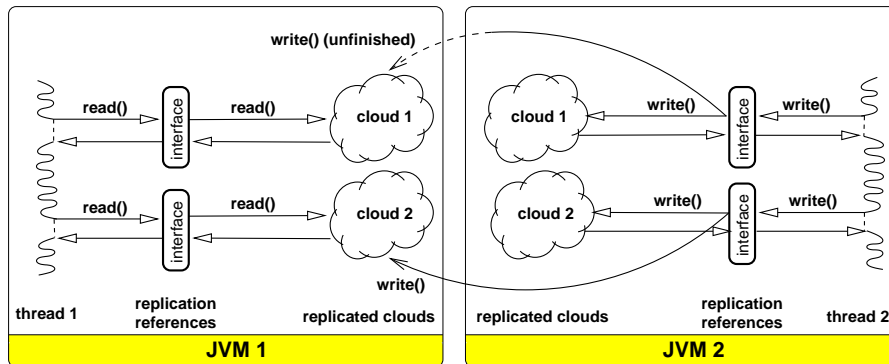 write() (unfinished)
read()
read()
interface
cloud 1
cloud 1
write()
write()
interface
read()
read()
interface
cloud 2
cloud 2
write()
write()
interface
write()
thread 1
replication
references
replicated clouds
replicated clouds
replication
references
thread 2
JVM 1
JVM 2